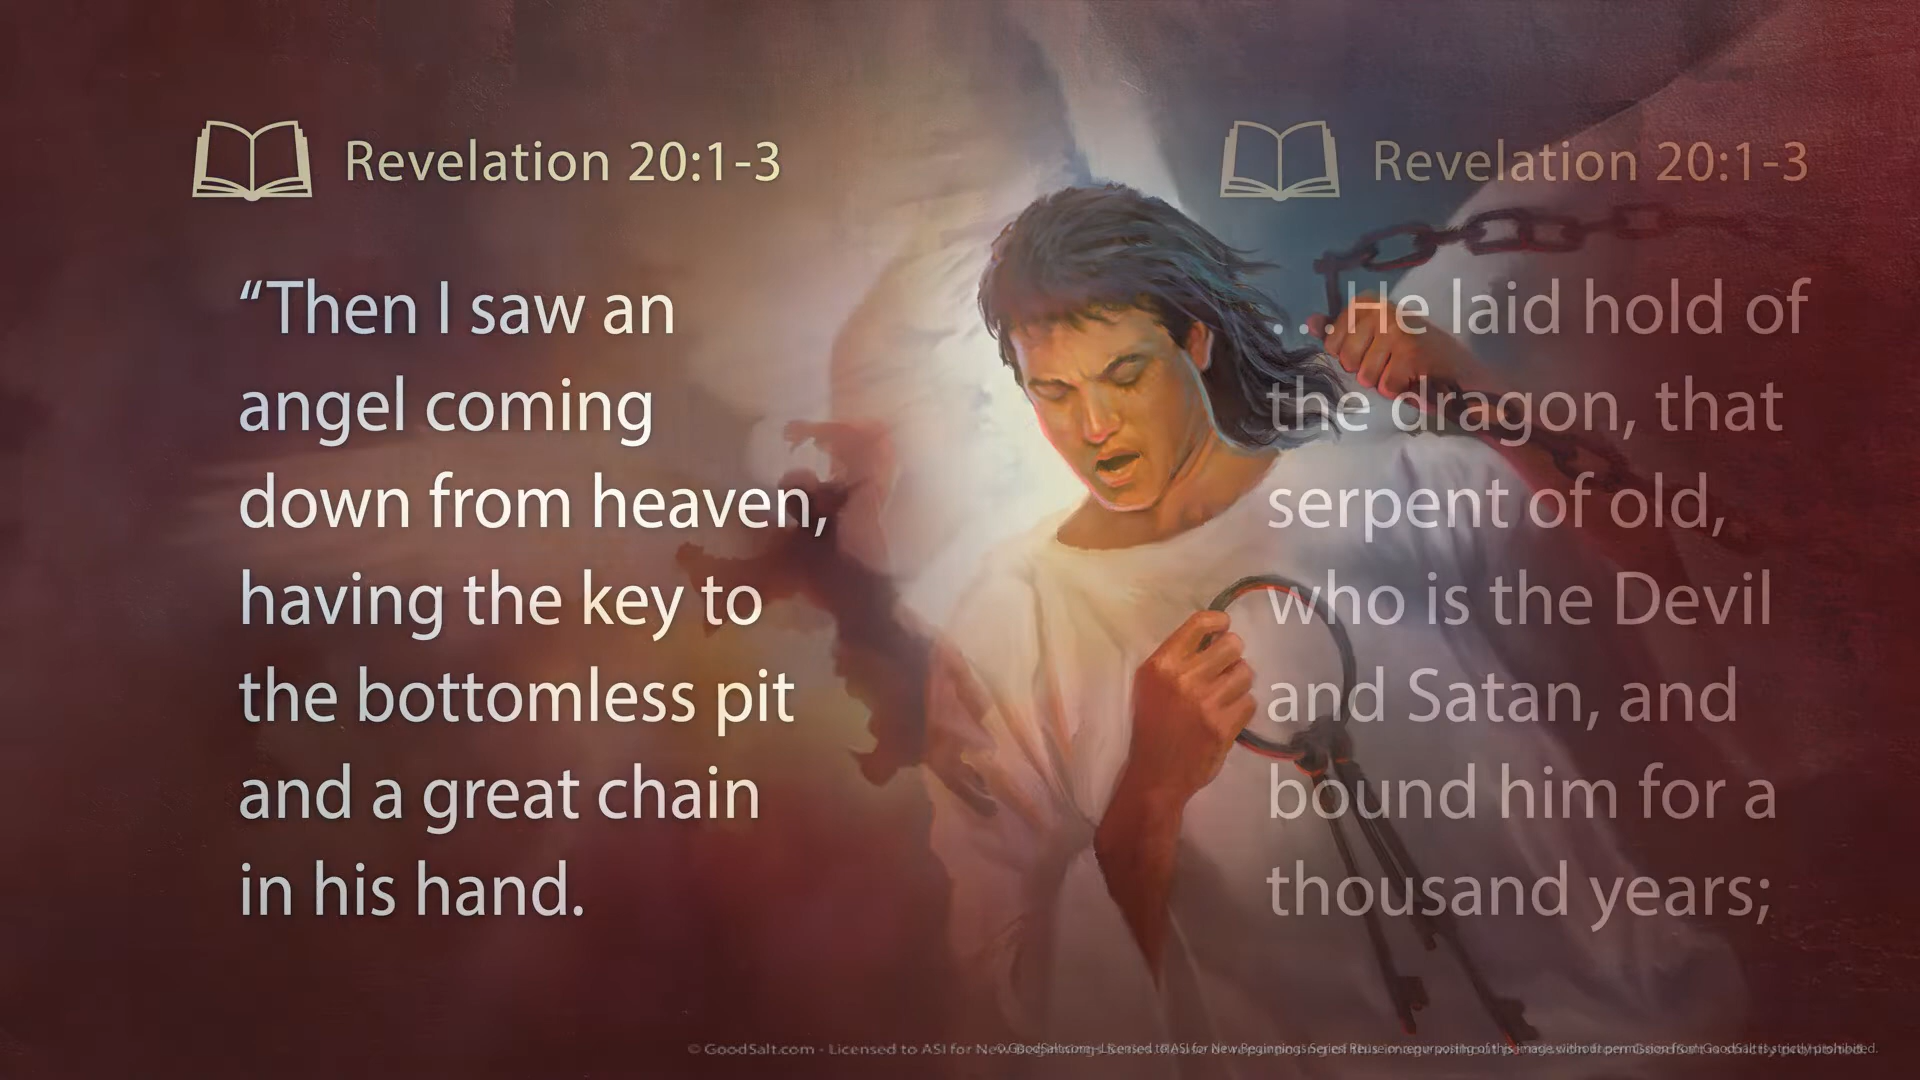 Revelation 20:1-3
“Then I saw an
angel coming
down from heaven,
having the key to
the bottomless pit
and a great chain
in his hand.
Revelation 20:1-3
...He laid hold of
the dragon, that
serpent of old,
who is the Devil
and Satan, and
bound him for a
thousand years;
© GoodSalt.com - Licensed to ASI for New